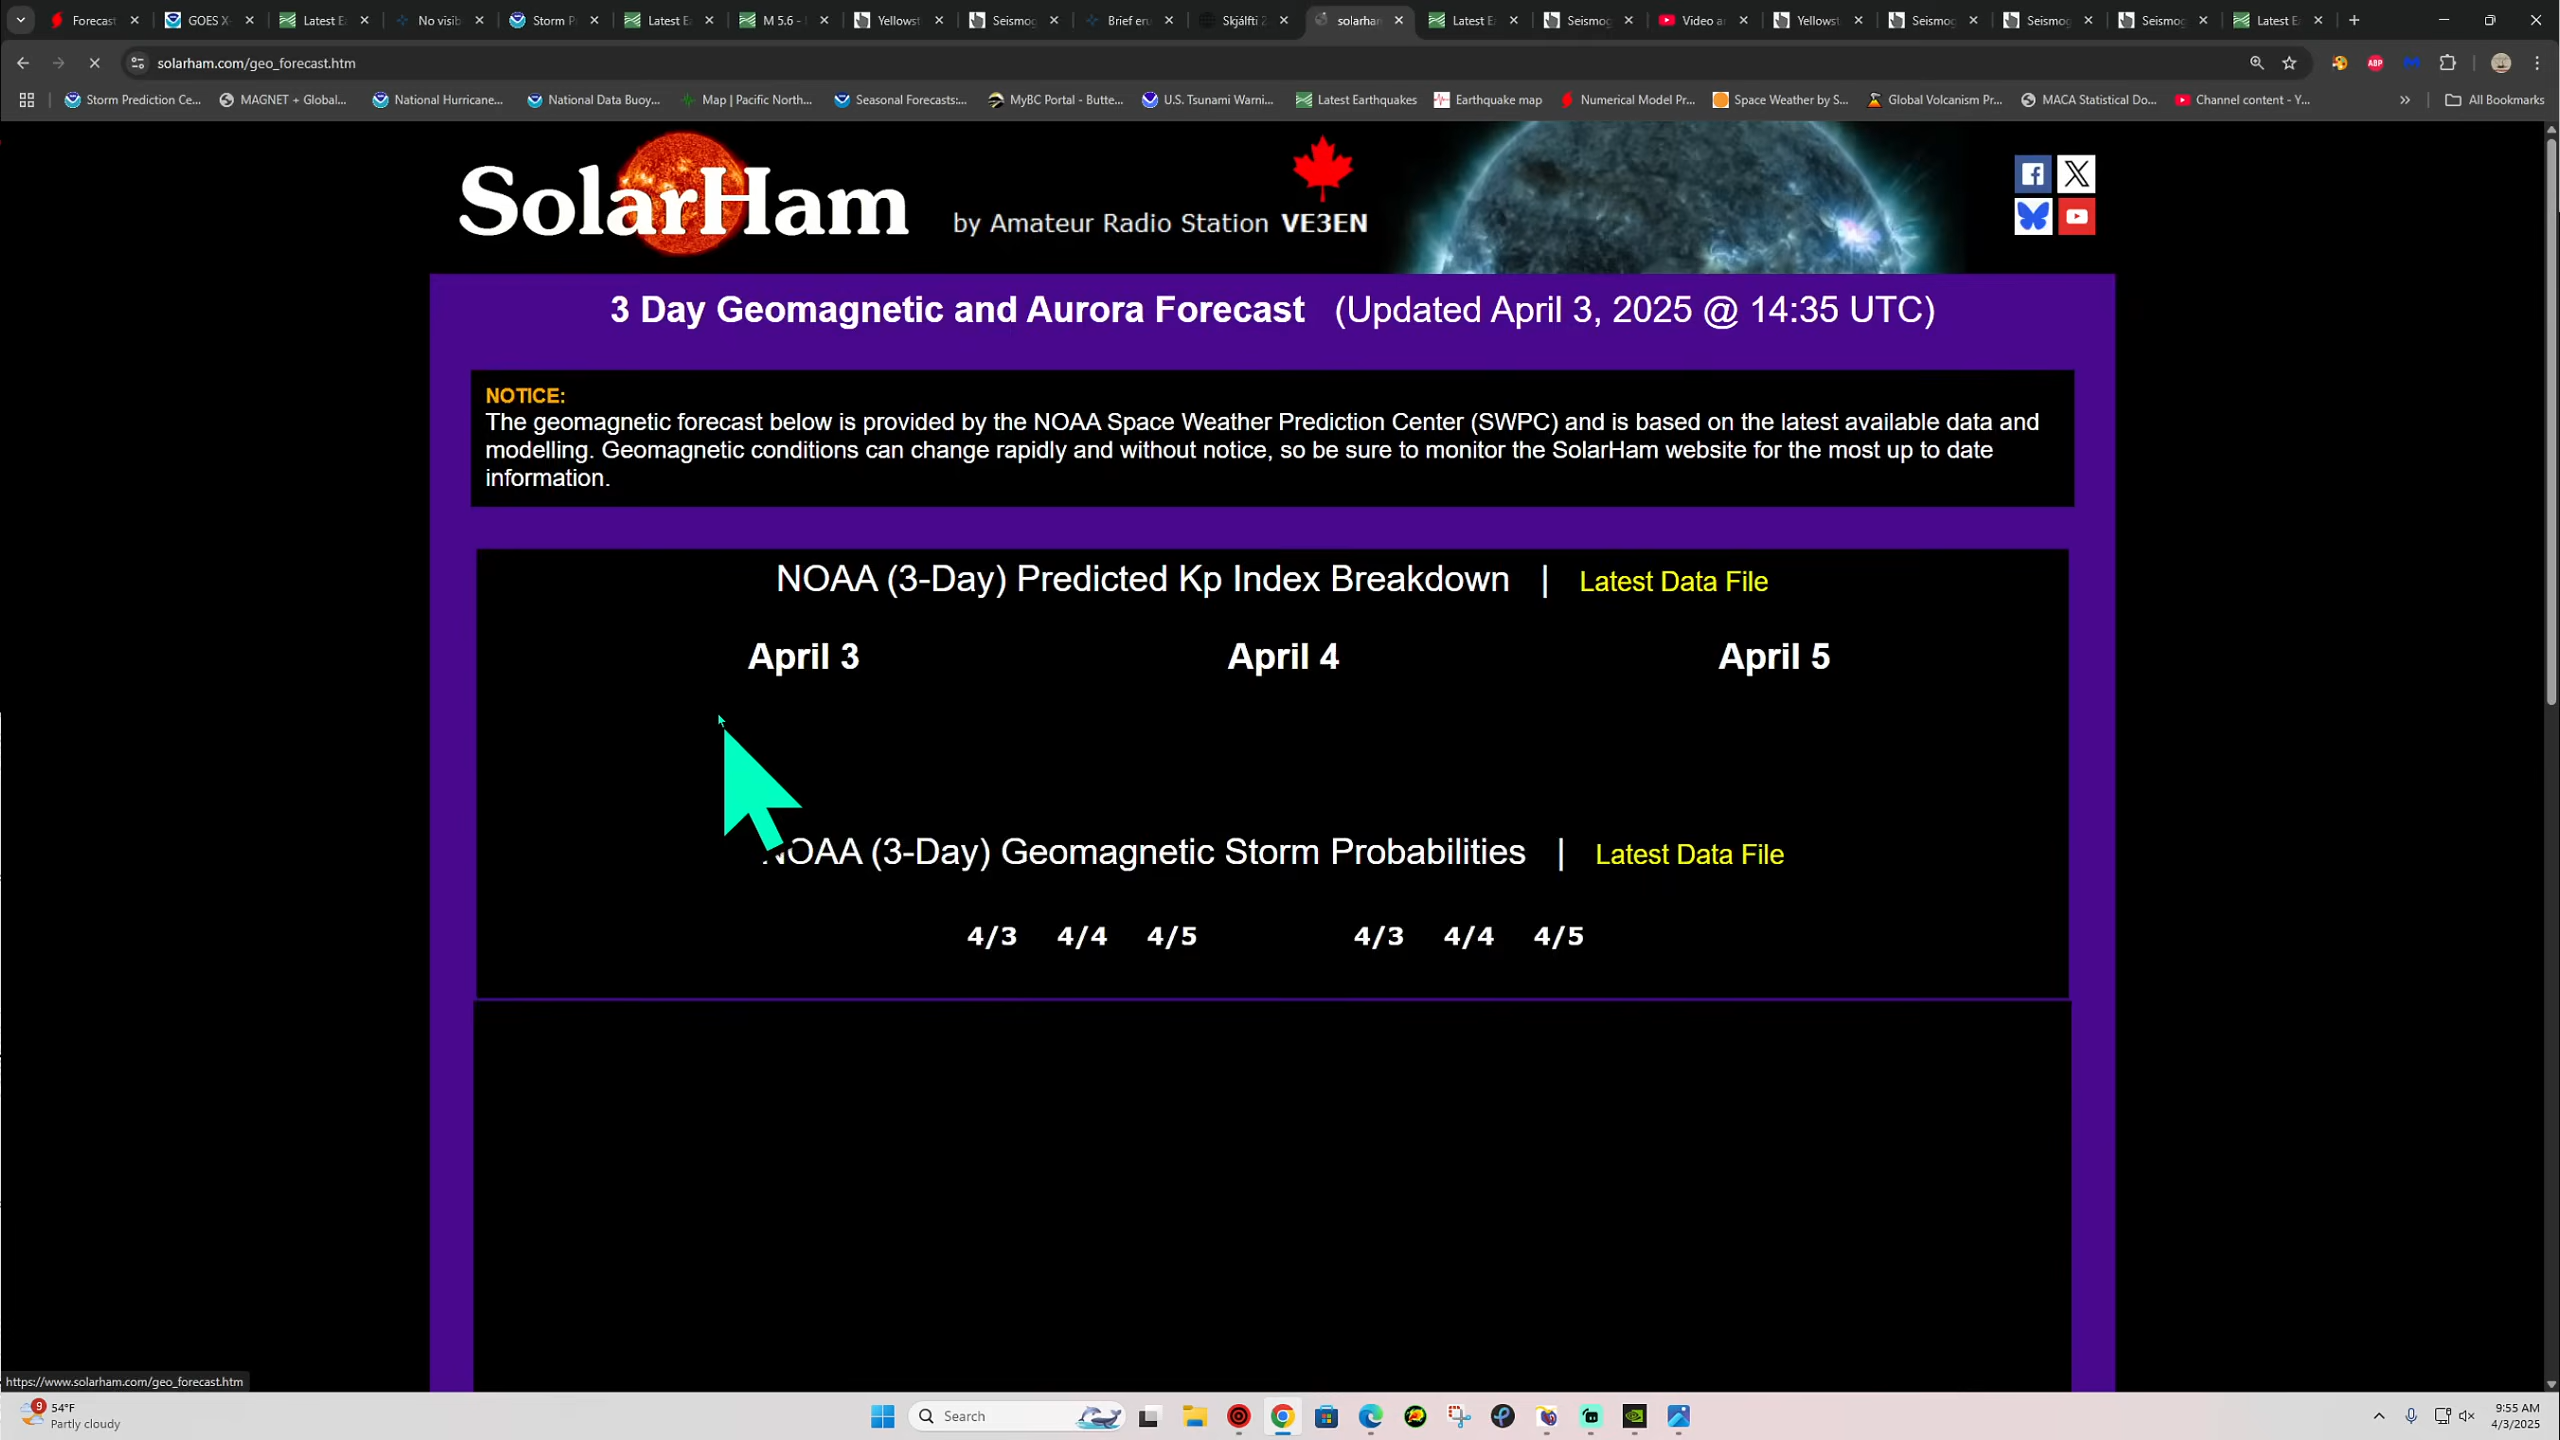 Forecast
GOES X-
Latest E
No visib
Storm P
Latest E
M 5.6 -
Yellowst
Seismog
Brief eru
Skjálfti
solarham
Latest E
Seismog
Video a
Yellowst
Seismog
Seismog
Seismog
Latest E
solarham.com/geo_forecast.htm
ABP
Storm Prediction Ce...
MAGNET + Global...
National Hurricane...
National Data Buoy...
Map | Pacific North...
Seasonal Forecasts:...
MyBC Portal - Butte...
U.S. Tsunami Warni...
Latest Earthquakes
Earthquake map
Numerical Model Pr...
Space Weather by S...
Global Volcanism Pr...
MACA Statistical Do...
Channel content - Y...
All Bookmarks
SolarHam
by Amateur Radio Station VE3EN
3 Day Geomagnetic and Aurora Forecast (Updated April 3, 2025 @ 14:35 UTC)
NOTICE:
The geomagnetic forecast below is provided by the NOAA Space Weather Prediction Center (SWPC) and is based on the latest available data and
modelling. Geomagnetic conditions can change rapidly and without notice, so be sure to monitor the SolarHam website for the most up to date
information.
NOAA (3-Day) Predicted Kp Index Breakdown | Latest Data File
April 3 April 4 April 5
NOAA (3-Day) Geomagnetic Storm Probabilities | Latest Data File
4/3 4/4 4/5 4/3 4/4 4/5
https://www.solarham.com/geo_forecast.htm
9
54°F
Partly cloudy
Search
9:55 AM
4/3/2025